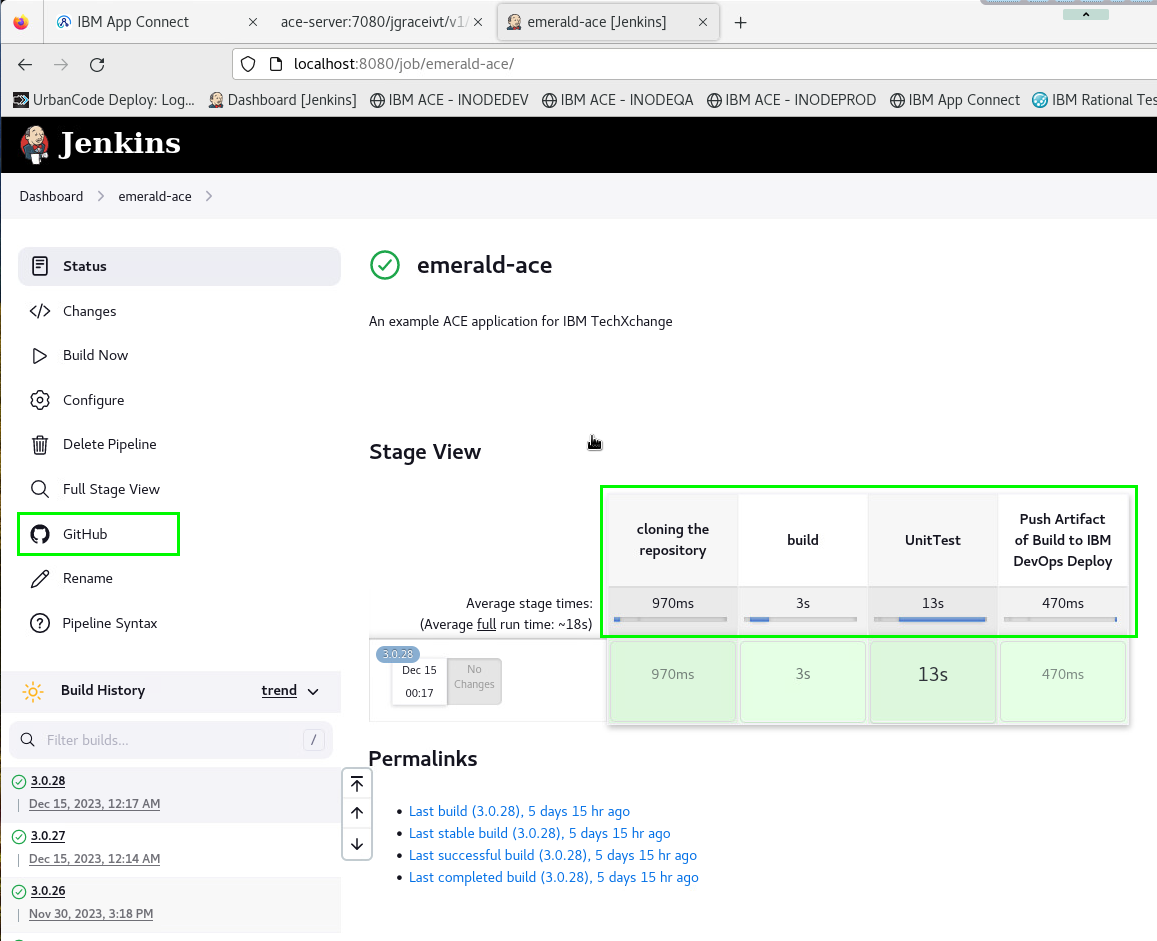 IBM App Connect
ace-server:7080/jgraceivt/v1/
emerald-ace [Jenkins]
localhost:8080/job/emerald-ace/
UrbanCode Deploy: Log...
Dashboard [Jenkins]
IBM ACE - INODEDEV
IBM ACE - INODEQA
IBM ACE - INODEPROD
IBM App Connect
IBM Rational Tes
Jenkins
Dashboard
emerald-ace
Status
Changes
Build Now
Configure
Delete Pipeline
Full Stage View
GitHub
Rename
Pipeline Syntax
Build History
trend
Filter builds...
/
3.0.28
Dec 15, 2023, 12:17 AM
3.0.27
Dec 15, 2023, 12:14 AM
3.0.26
Nov 30, 2023, 3:18 PM
emerald-ace
An example ACE application for IBM TechXchange
Stage View
cloning the
repository
build
UnitTest
Push Artifact
of Build to IBM
DevOps Deploy
Average stage times:
(Average full run time: ~18s)
970ms
3s
13s
470ms
3.0.28
Dec 15
00:17
No
Changes
970ms
3s
13s
470ms
Permalinks
Last build (3.0.28), 5 days 15 hr ago
Last stable build (3.0.28), 5 days 15 hr ago
Last successful build (3.0.28), 5 days 15 hr ago
Last completed build (3.0.28), 5 days 15 hr ago